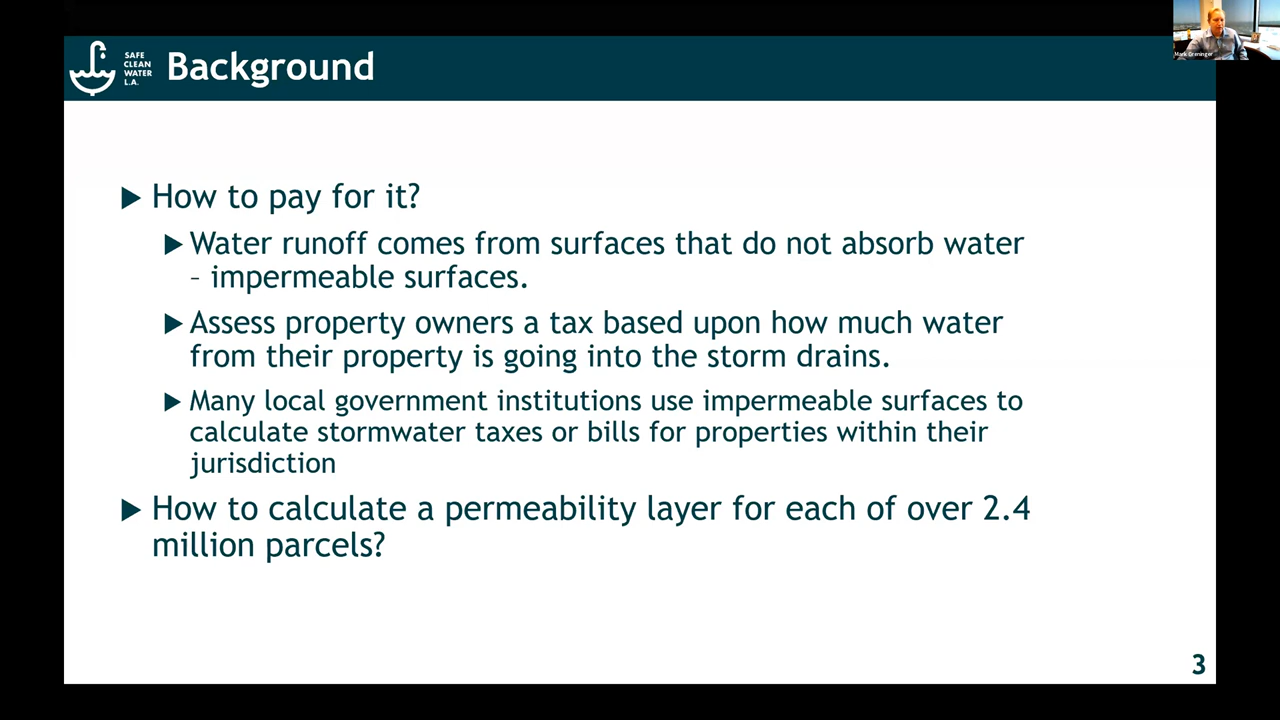 SAFE
CLEAN
WATER
L.A.
Background
Mark Greninger
How to pay for it?
Water runoff comes from surfaces that do not absorb water
– impermeable surfaces.
Assess property owners a tax based upon how much water
from their property is going into the storm drains.
Many local government institutions use impermeable surfaces to
calculate stormwater taxes or bills for properties within their
jurisdiction
How to calculate a permeability layer for each of over 2.4
million parcels?
3